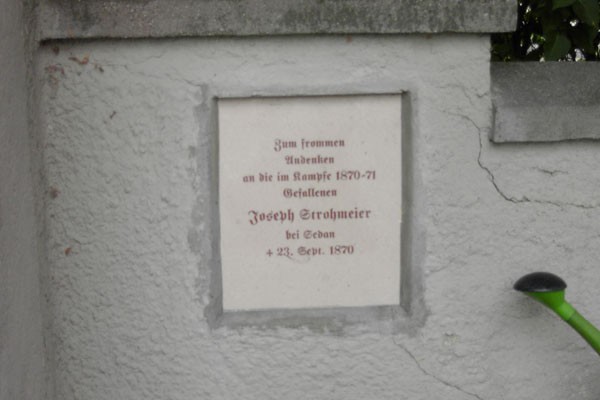 Zum frommen
Andenken
an die im Kampfe 1870-71
Gefallenen
Joseph Strohmeier
bei Sedan
+ 23. Sept. 1870